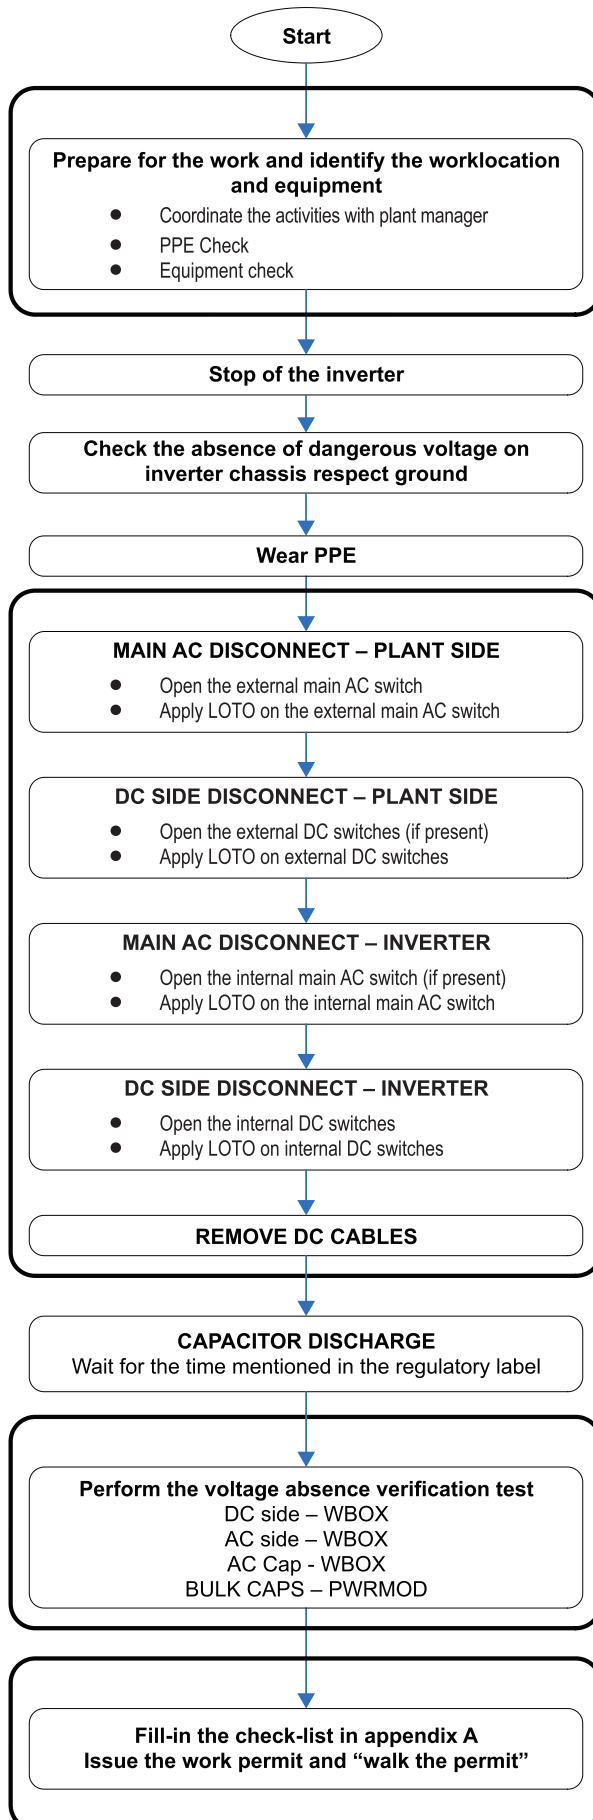 Start
Prepare for the work and identify the worklocation
and equipment
● Coordinate the activities with plant manager
● PPE Check
● Equipment check
Stop of the inverter
Check the absence of dangerous voltage on
inverter chassis respect ground
Wear PPE
MAIN AC DISCONNECT – PLANT SIDE
● Open the external main AC switch
● Apply LOTO on the external main AC switch
DC SIDE DISCONNECT – PLANT SIDE
● Open the external DC switches (if present)
● Apply LOTO on external DC switches
MAIN AC DISCONNECT – INVERTER
● Open the internal main AC switch (if present)
● Apply LOTO on the internal main AC switch
DC SIDE DISCONNECT – INVERTER
● Open the internal DC switches
● Apply LOTO on internal DC switches
REMOVE DC CABLES
CAPACITOR DISCHARGE
Wait for the time mentioned in the regulatory label
Perform the voltage absence verification test
DC side – WBOX
AC side – WBOX
AC Cap - WBOX
BULK CAPS – PWRMOD
Fill-in the check-list in appendix A
Issue the work permit and “walk the permit”